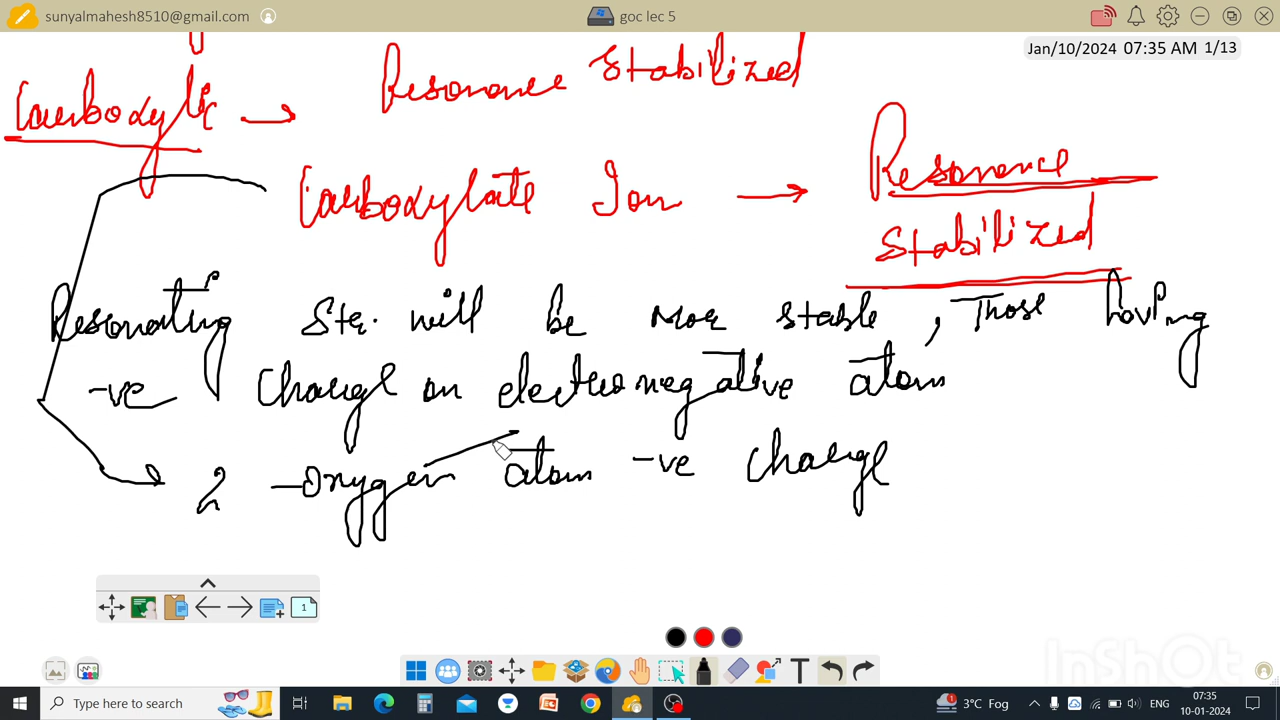 sunyalmahesh8510@gmail.com
goc lec 5
Jan/10/2024 07:35 AM 1/13
Resonance Stabilized
Carboxylic →
Carboxylate Ion → Resonance
Stabilized
Resonating Str. will be more stable, Those having
-ve Charge on electronegative atom
2 - Oxygen atom -ve charge
1
T
InShOt
Type here to search
3°C Fog
ENG
07:35
10-01-2024